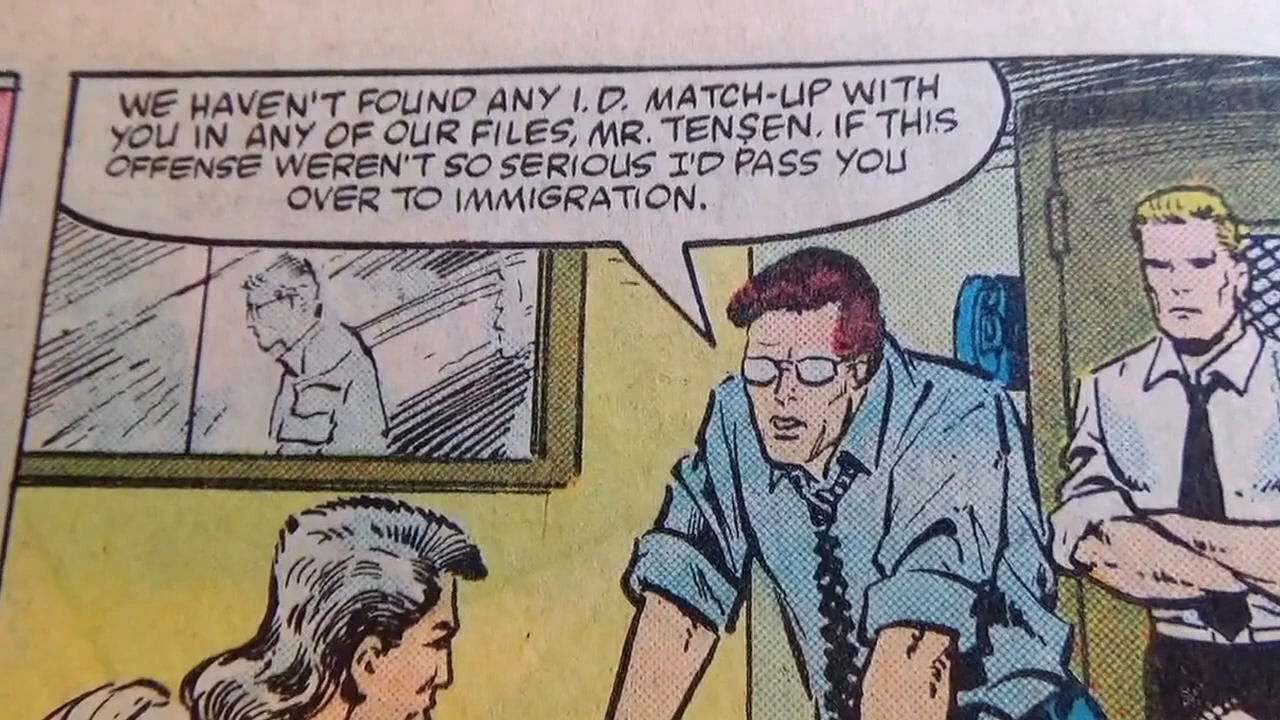 WE HAVEN'T FOUND ANY I.D. MATCH-UP WITH
YOU IN ANY OF OUR FILES, MR. TENSEN. IF THIS
OFFENSE WEREN'T SO SERIOUS I'D PASS YOU
OVER TO IMMIGRATION.